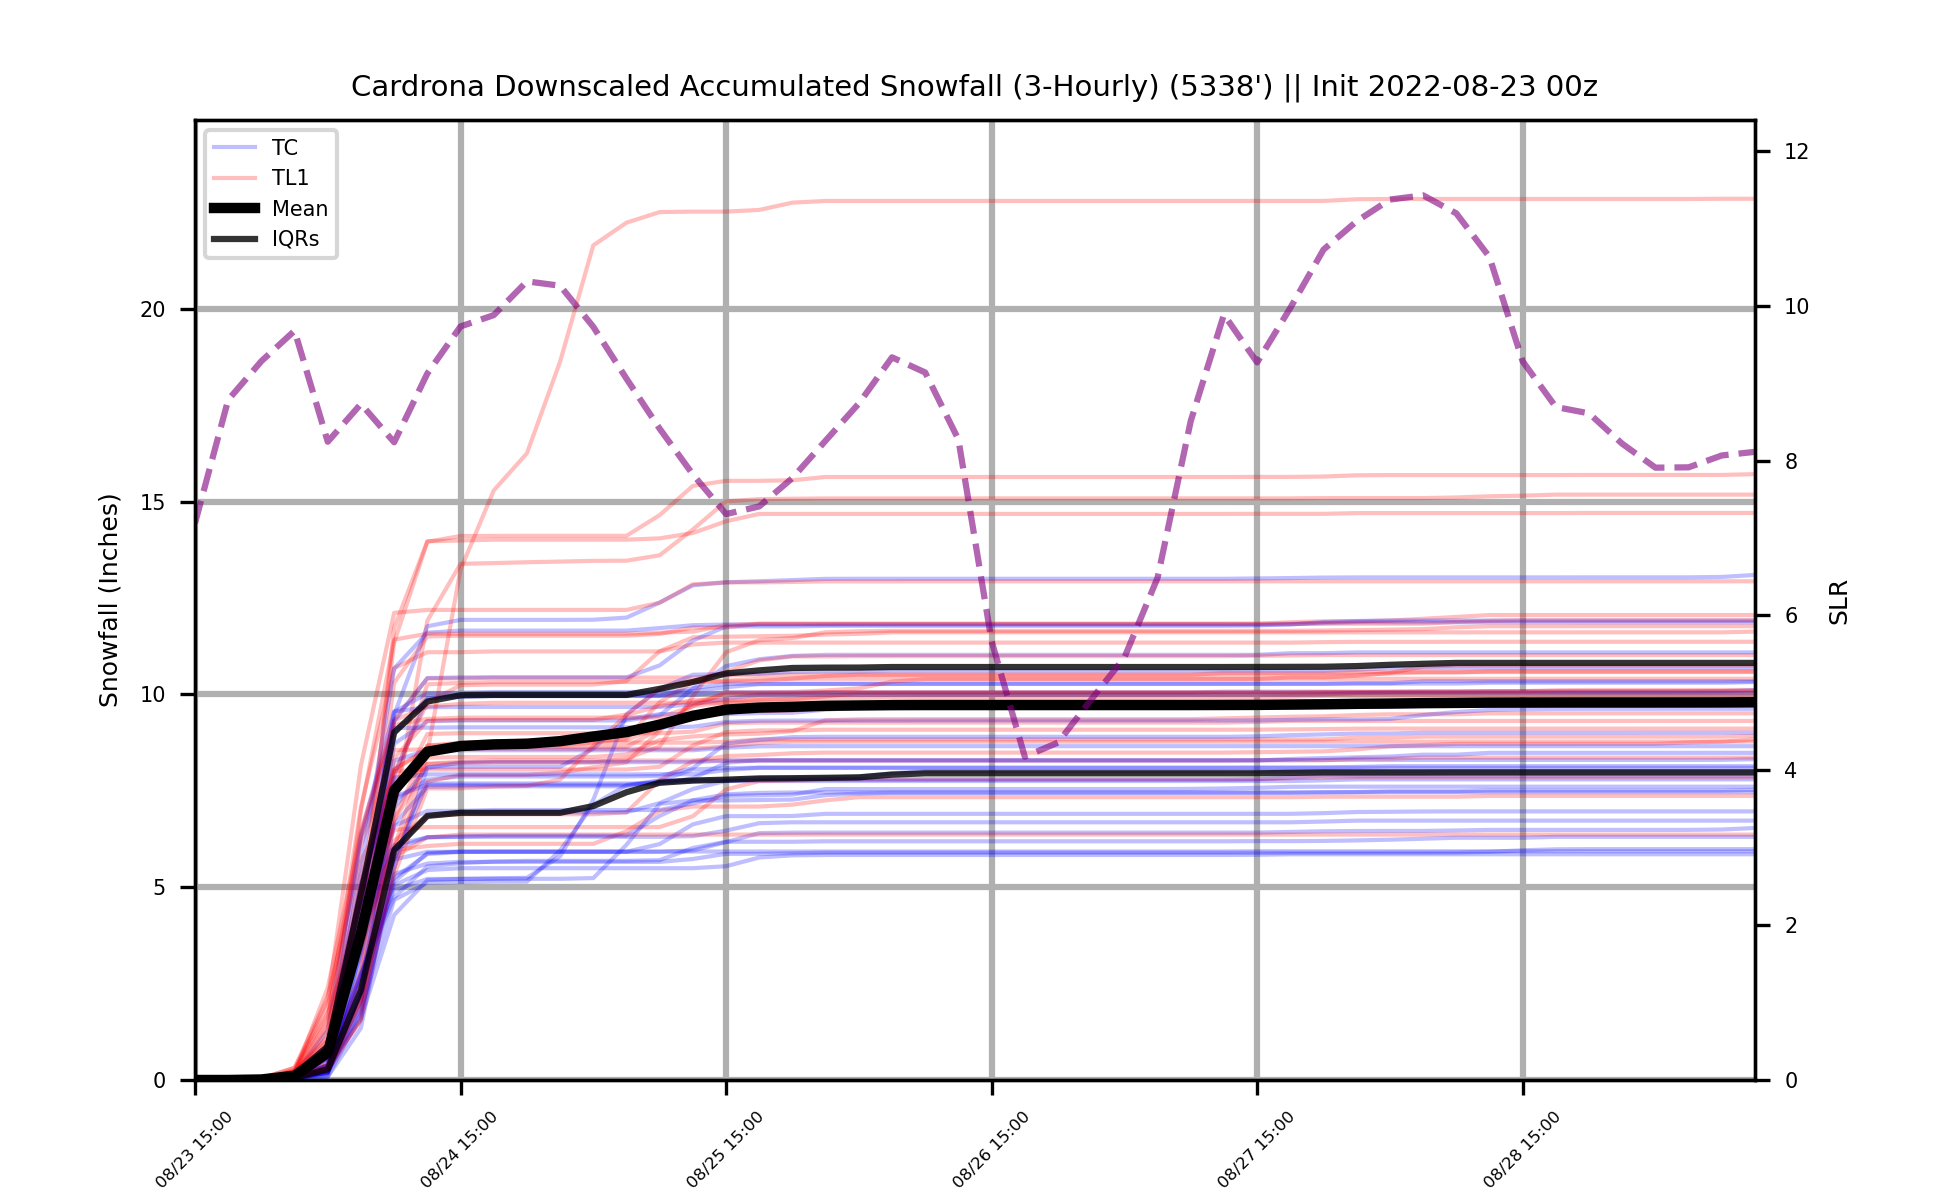 Cardrona Downscaled Accumulated Snowfall (3-Hourly) (5338') || Init 2022-08-23 00z
TC
TL1
Mean
IQRs
Snowfall (Inches)
20
15
10
5
0
12
10
8
6
4
2
0
SLR
08/23 15:00
08/24 15:00
08/25 15:00
08/26 15:00
08/27 15:00
08/28 15:00